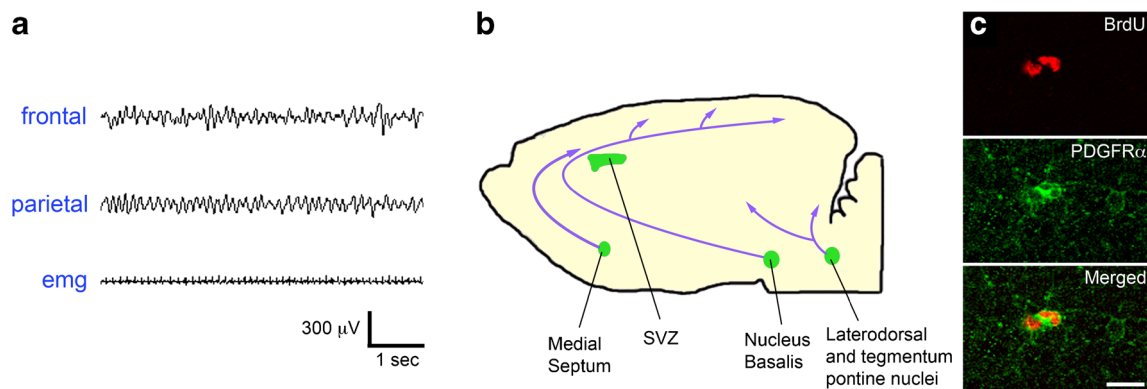 a
frontal
parietal
emg
300 μV
1 sec
b
Medial
Septum
SVZ
Nucleus
Basalis
Laterodorsal
and tegmentum
pontine nuclei
c
BrdU
PDGFRα
Merged